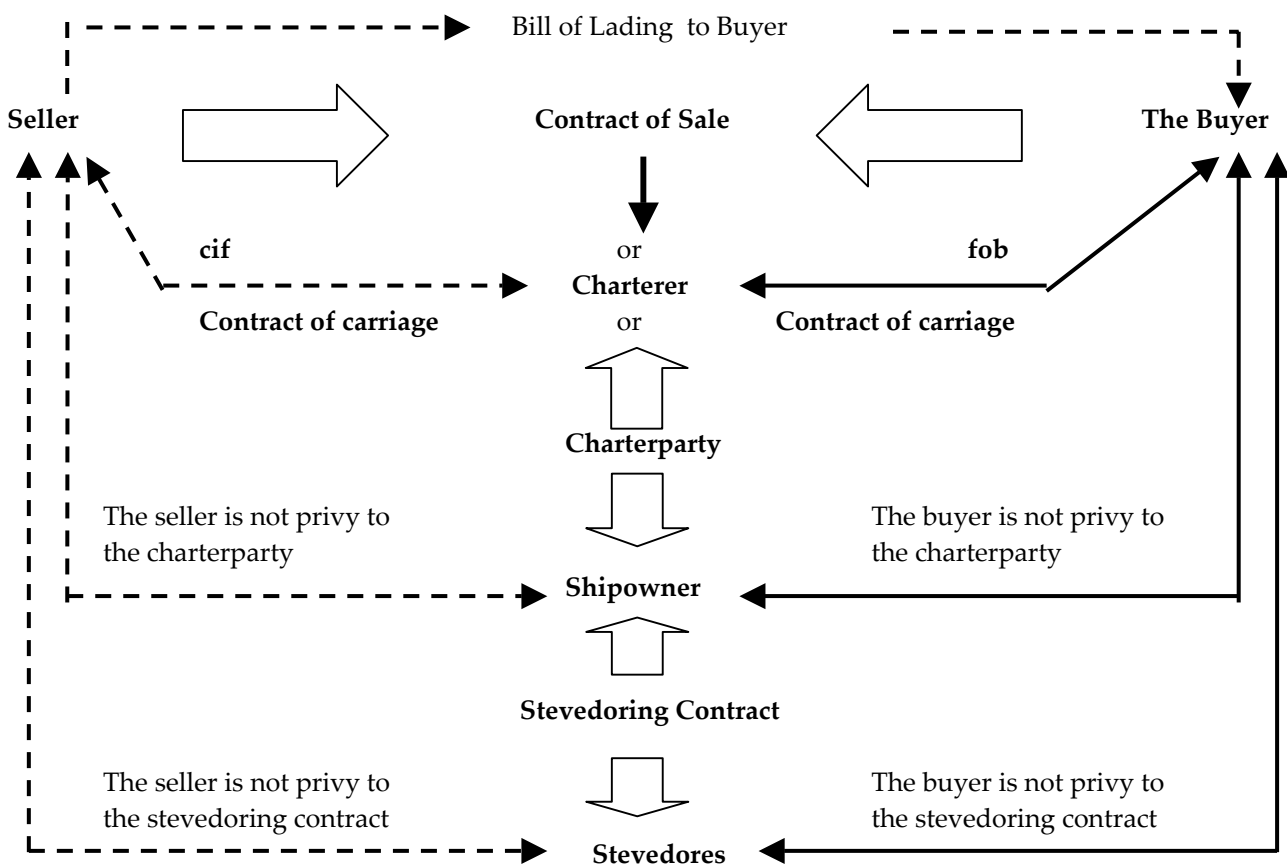 Bill of Lading to Buyer
Seller
Contract of Sale
The Buyer
cif
or
fob
Charterer
Contract of carriage
or
Contract of carriage
Charterparty
The seller is not privy to
the charterparty
The buyer is not privy to
the charterparty
Shipowner
Stevedoring Contract
The seller is not privy to
the stevedoring contract
The buyer is not privy to
the stevedoring contract
Stevedores